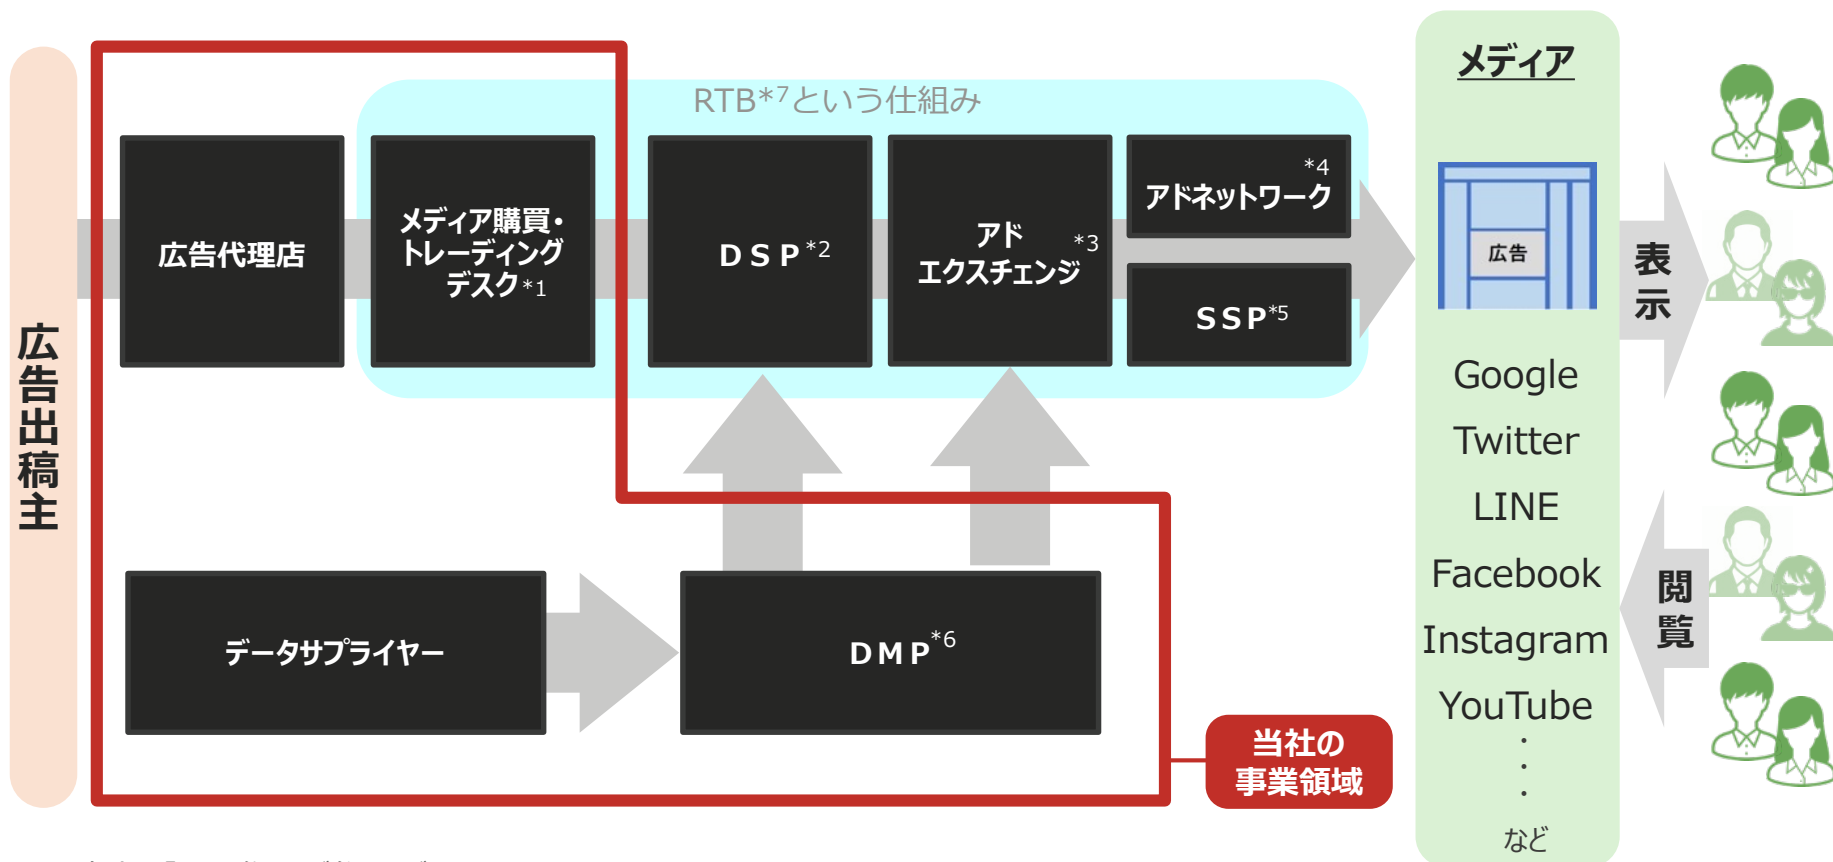 広告出稿主
RTB*7という仕組み
広告代理店
メディア購買・
トレーディング
デスク*1
DSP*2
アド
エクスチェンジ*3
*4
アドネットワーク
SSP*5
データサプライヤー
DMP*6
当社の
事業領域
メディア
広告
Google
Twitter
LINE
Facebook
Instagram
YouTube
・
・
・
など
表示
閲覧